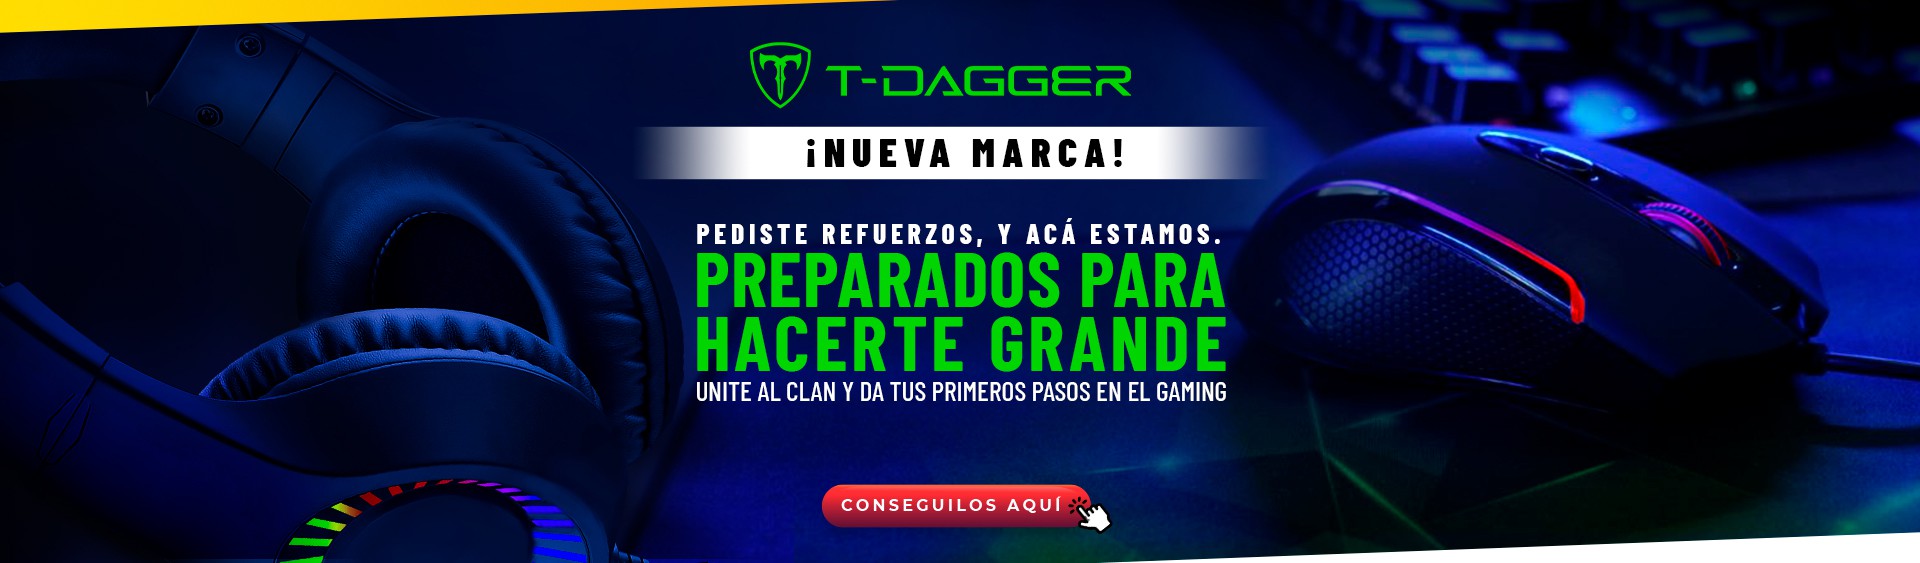 T-DAGGER
¡NUEVA MARCA!
PEDISTE REFUERZOS, Y ACÁ ESTAMOS.
PREPARADOS PARA
HACERTE GRANDE
UNITE AL CLAN Y DA TUS PRIMEROS PASOS EN EL GAMING
CONSEGUILOS AQUÍ